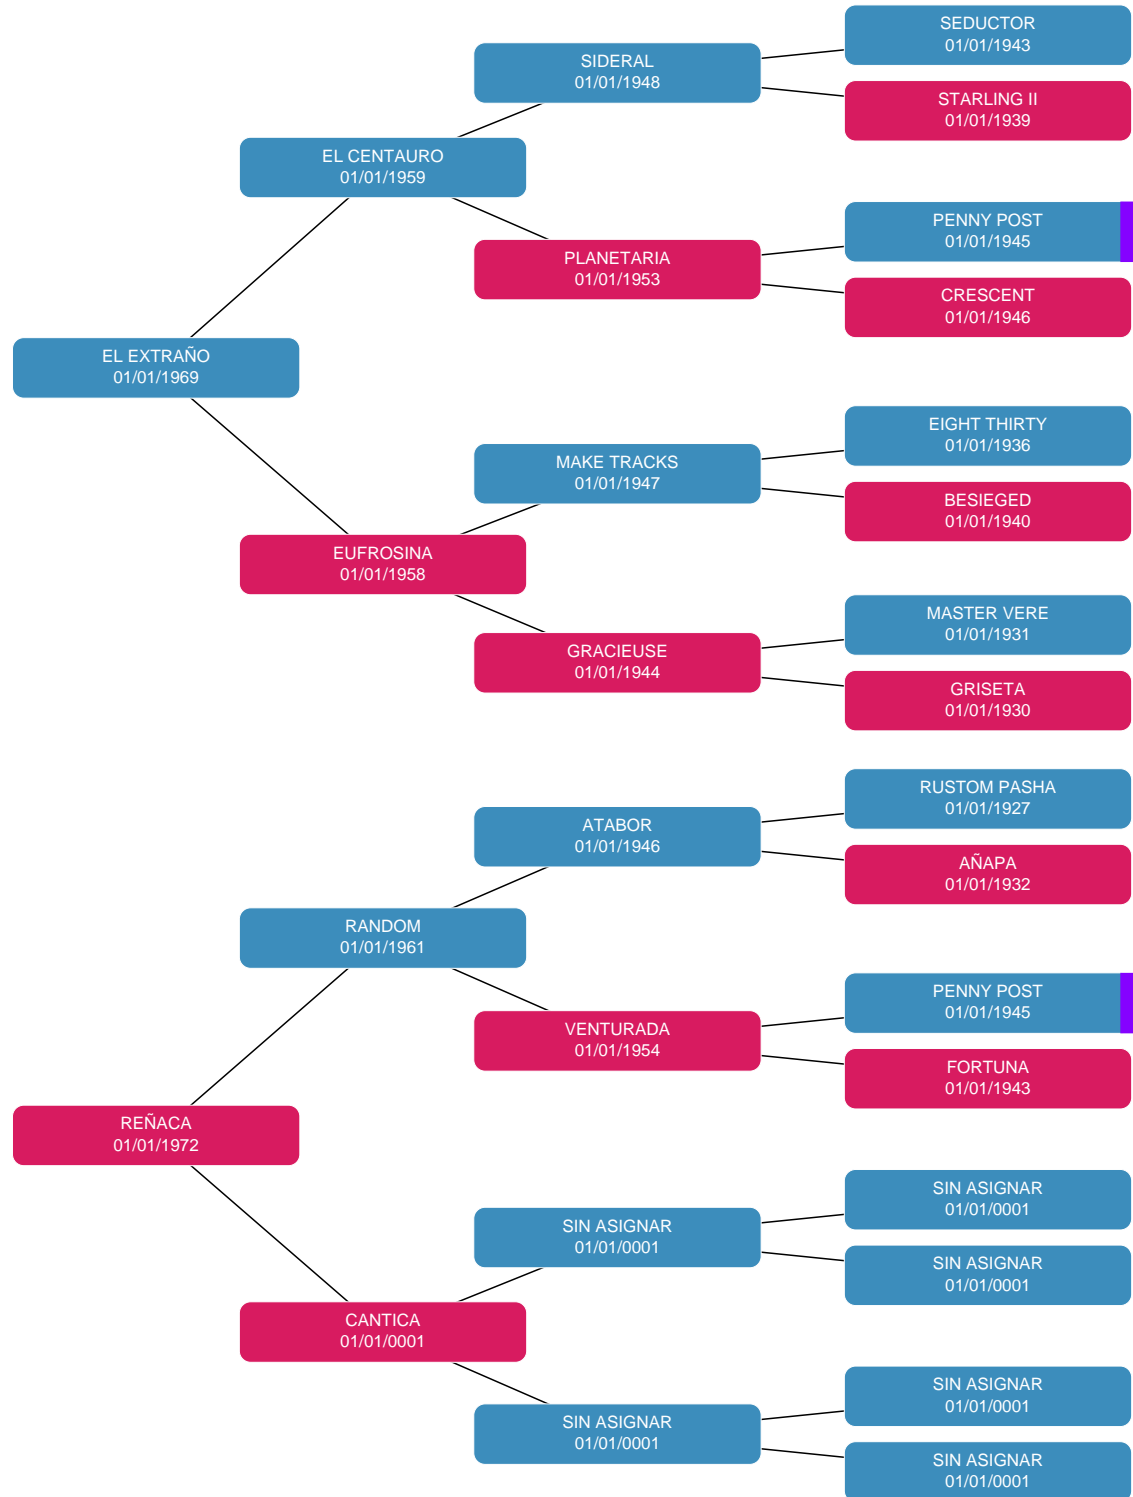 SEDUCTOR
01/01/1943
SIDERAL
01/01/1948
STARLING II
01/01/1939
EL CENTAURO
01/01/1959
PENNY POST
01/01/1945
PLANETARIA
01/01/1953
CRESCENT
01/01/1946
EL EXTRAÑO
01/01/1969
EIGHT THIRTY
01/01/1936
MAKE TRACKS
01/01/1947
BESIEGED
01/01/1940
EUFROSINA
01/01/1958
MASTER VERE
01/01/1931
GRACIEUSE
01/01/1944
GRISETA
01/01/1930
RUSTOM PASHA
01/01/1927
ATABOR
01/01/1946
AÑAPA
01/01/1932
RANDOM
01/01/1961
PENNY POST
01/01/1945
VENTURADA
01/01/1954
FORTUNA
01/01/1943
REÑACA
01/01/1972
SIN ASIGNAR
01/01/0001
SIN ASIGNAR
01/01/0001
SIN ASIGNAR
01/01/0001
CANTICA
01/01/0001
SIN ASIGNAR
01/01/0001
SIN ASIGNAR
01/01/0001
SIN ASIGNAR
01/01/0001